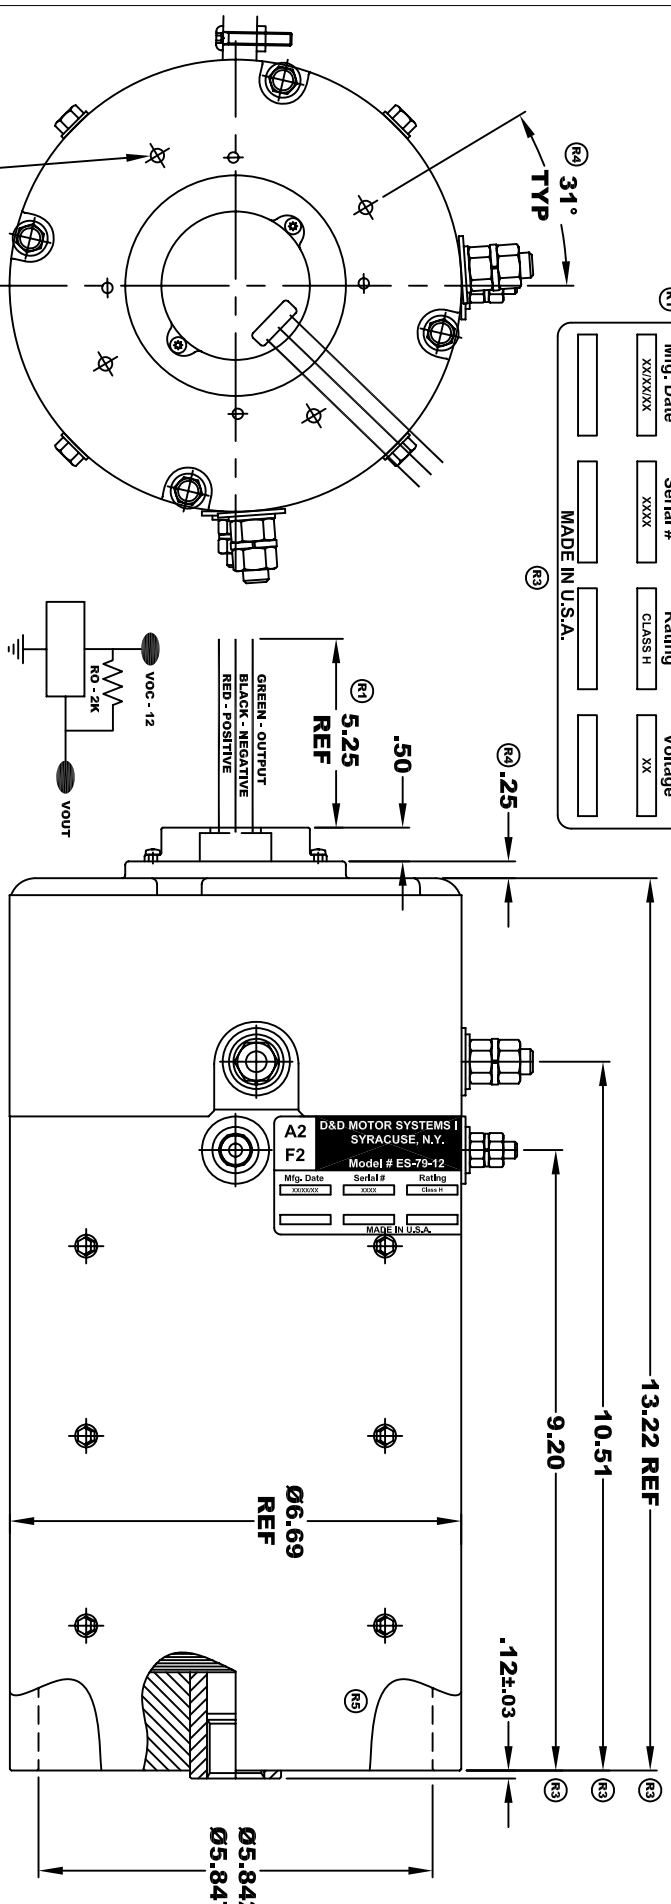 R4
31°
TYP
Mfg. Date
Serial #
Rating
Voltage
XX/XX/XX
XXXX
CLASS H
XX
MADE IN U.S.A.
R3
VOC - 12
RO - 2K
VOUT
GREEN - OUTPUT
BLACK - NEGATIVE
RED - POSITIVE
R1
5.25
REF
.50
R4
.25
A2
F2
D&D MOTOR SYSTEMS I
SYRACUSE, N.Y.
Model # ES-79-12
Mfg. Date
Serial #
Rating
XX/XX/XX
XXXX
Class H
MADE IN U.S.A.
13.22 REF
10.51
9.20
Ø6.69
REF
.12±.03
R5
R3
R3
R3
Ø5.84
Ø5.84